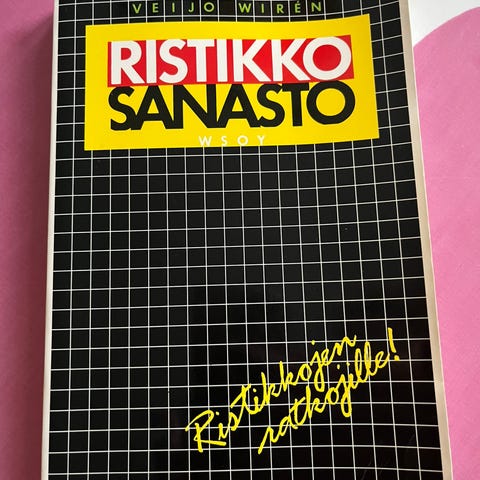 VEIJO WIRÉN
RISTIKKO
SANASTO
WSOY
Ristikkojen
ratkojille!